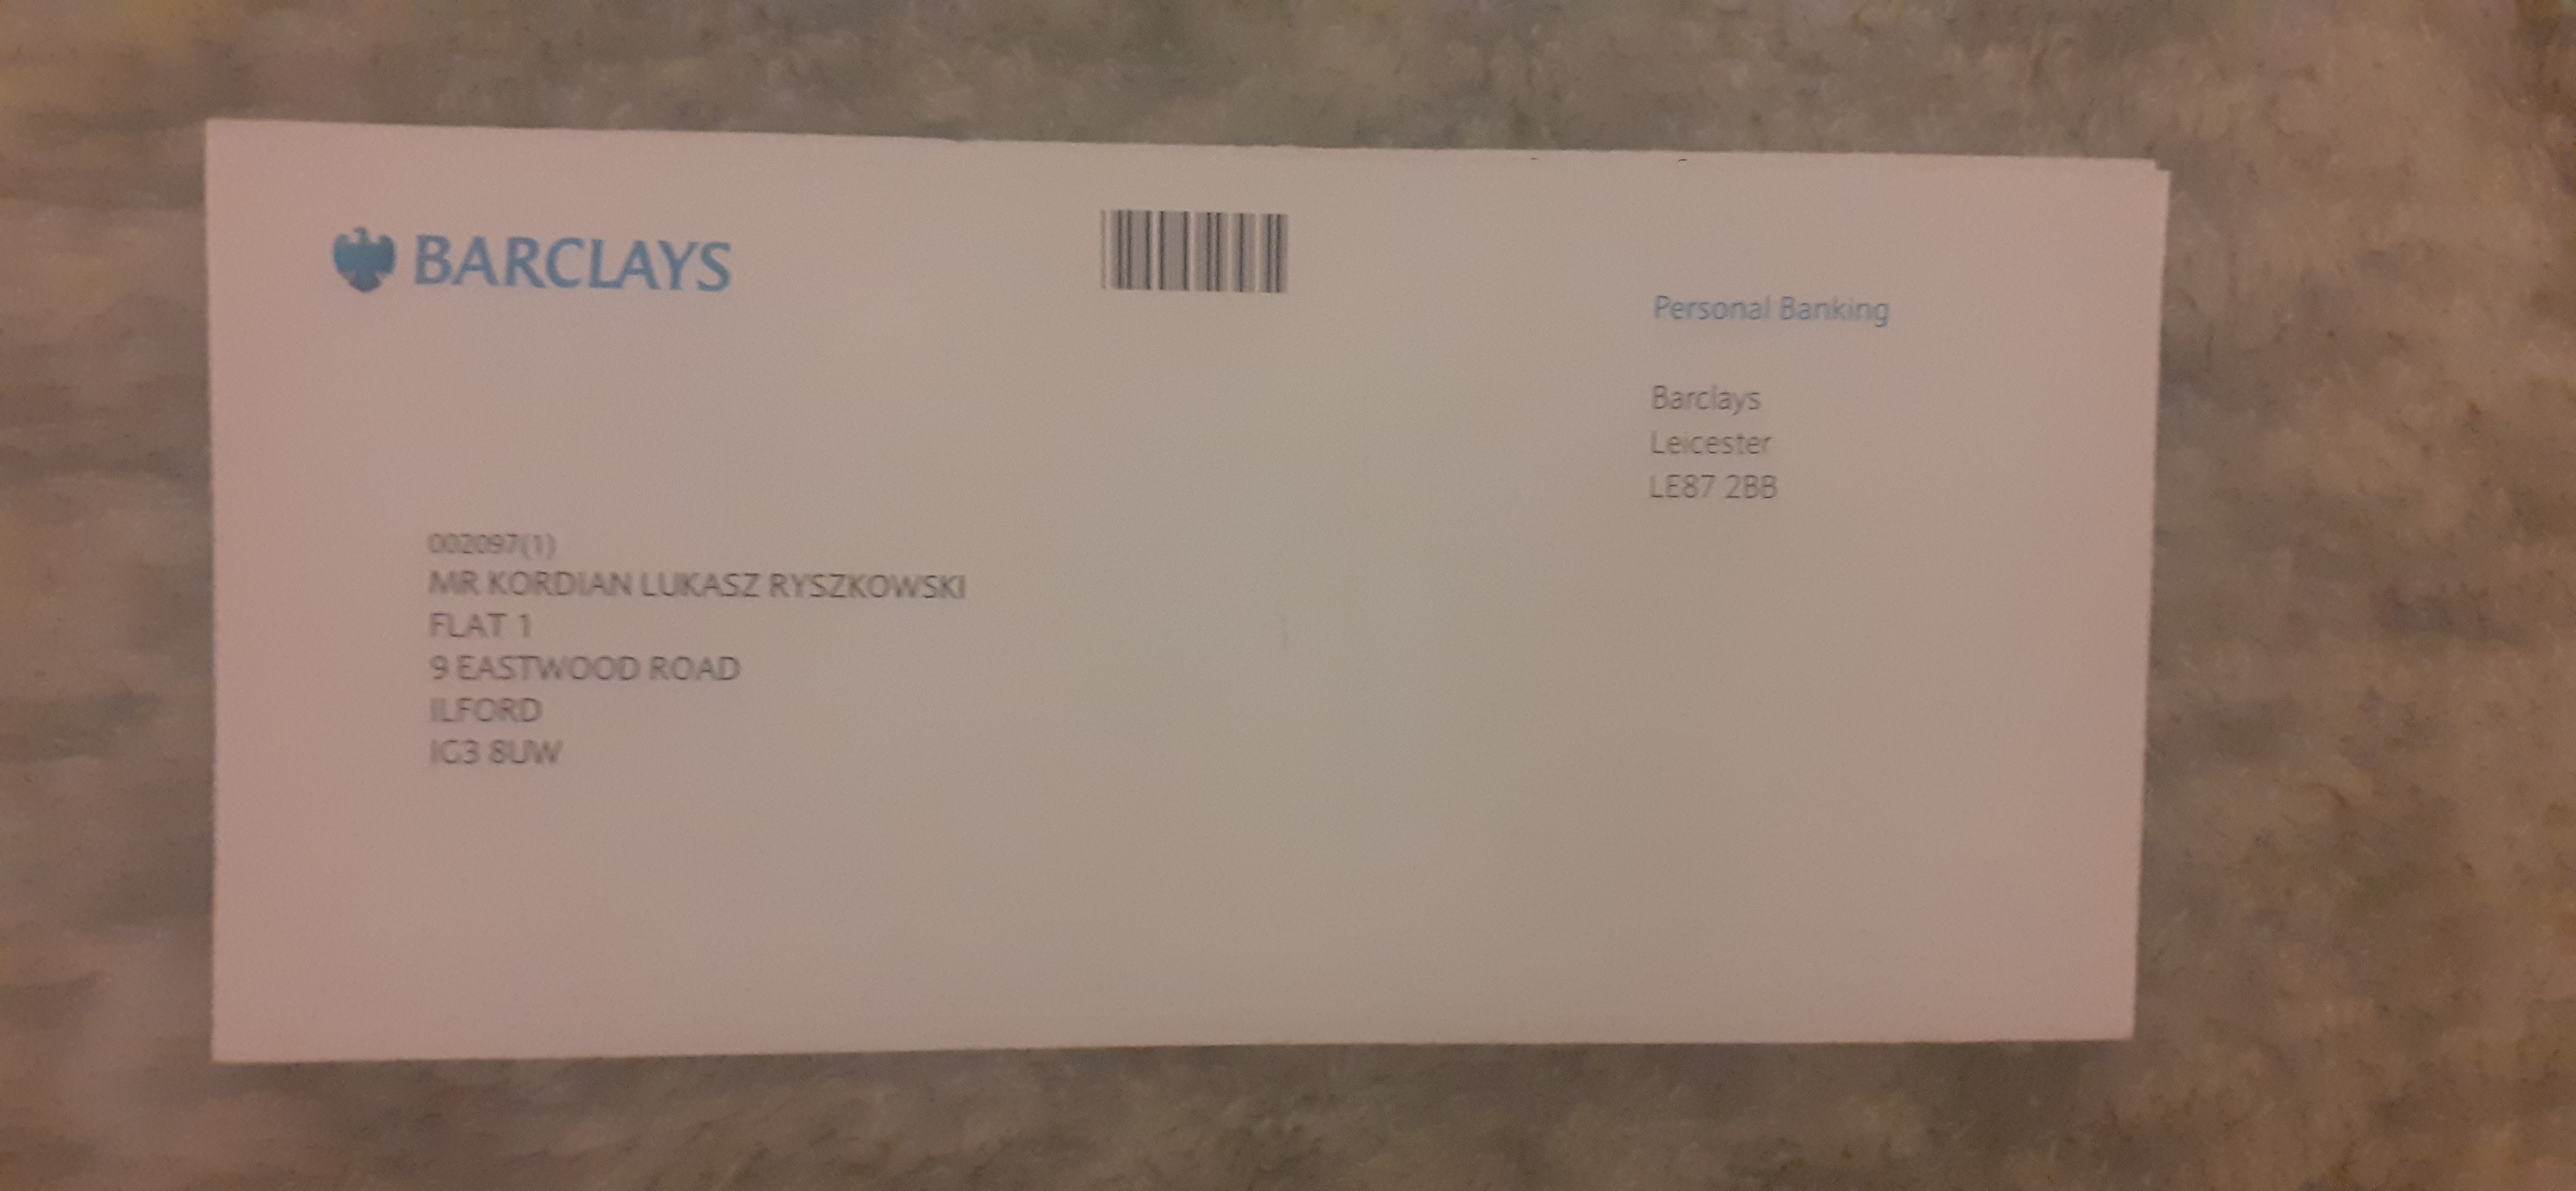 BARCLAYS
Personal Banking
Barclays
Leicester
LE87 2BB
002097(1)
MR KORDIAN LUKASZ RYSZKOWSKI
FLAT 1
9 EASTWOOD ROAD
ILFORD
IG3 8UW